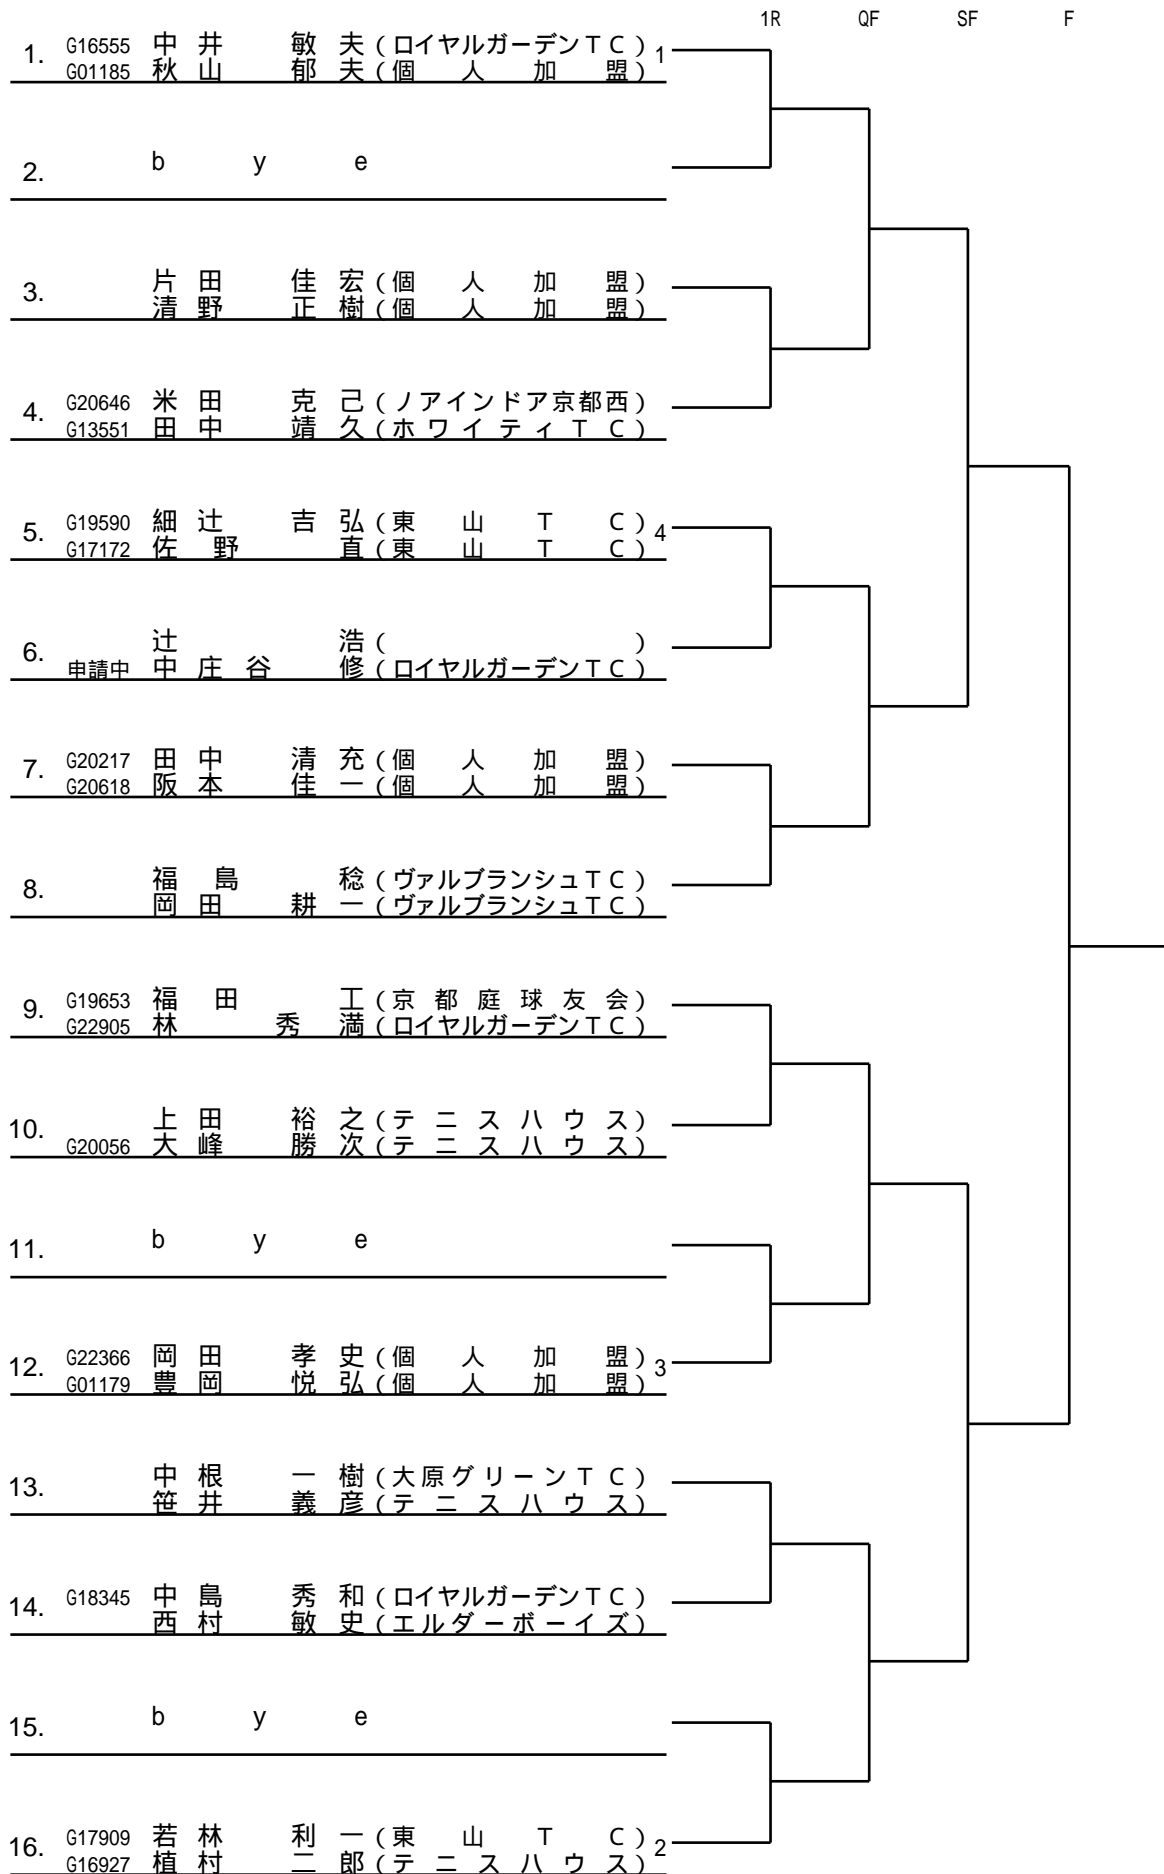 1R QF SF F
1. G16555 中井 敏夫(ロイヤルガーデンTC) 1
G01185 秋山 郁夫(個人加盟)
2. bye
3. 片田 佳宏(個人加盟)
清野 正樹(個人加盟)
4. G20646 米田 克己(ノアインドア京都西)
G13551 田中 靖久(ホワイティTC)
5. G19590 細辻 吉弘(東山TC) 4
G17172 佐野 直(東山TC)
6. 辻 浩( )
申請中 中庄谷 修(ロイヤルガーデンTC)
7. G20217 田中 清充(個人加盟)
G20618 阪本 佳一(個人加盟)
8. 福島 稔(ヴァルブランシュTC)
岡田 耕一(ヴァルブランシュTC)
9. G19653 福田 工(京都庭球友会)
G22905 林 秀満(ロイヤルガーデンTC)
10. 上田 裕之(テニスハウス)
G20056 大峰 勝次(テニスハウス)
11. bye
12. G22366 岡田 孝史(個人加盟) 3
G01179 豊岡 悦弘(個人加盟)
13. 中根 一樹(大原グリーンTC)
笹井 義彦(テニスハウス)
14. G18345 中島 秀和(ロイヤルガーデンTC)
西村 敏史(エルダーボーイズ)
15. bye
16. G17909 若林 利一(東山TC) 2
G16927 植村 二郎(テニスハウス)